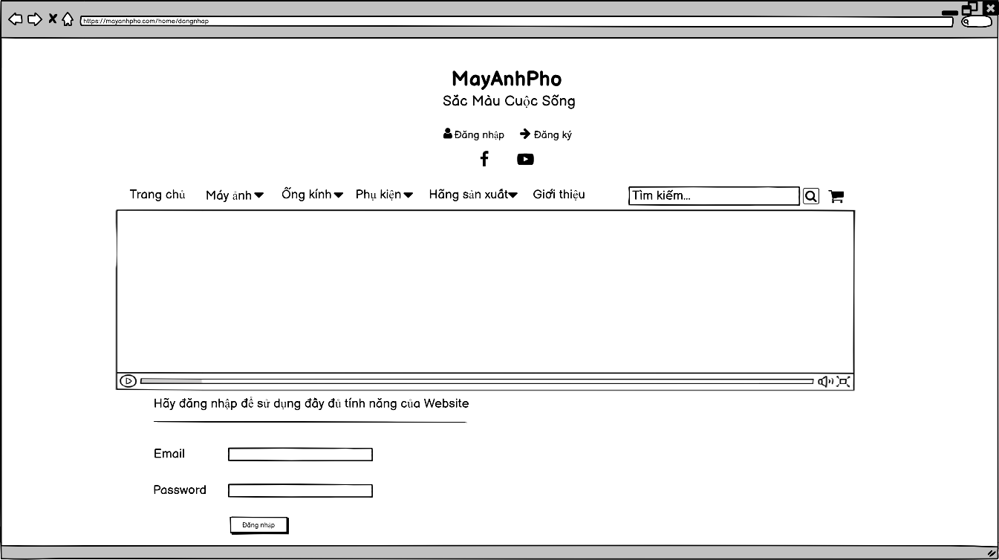 https://mayanhpho.com/home/dangnhap
MayAnhPho
Sắc Màu Cuộc Sống
Đăng nhập Đăng ký
Trang chủ Máy ảnh Ống kính Phụ kiện Hãng sản xuất Giới thiệu Tìm kiếm...
Hãy đăng nhập để sử dụng đầy đủ tính năng của Website
Email
Password
Đăng nhập